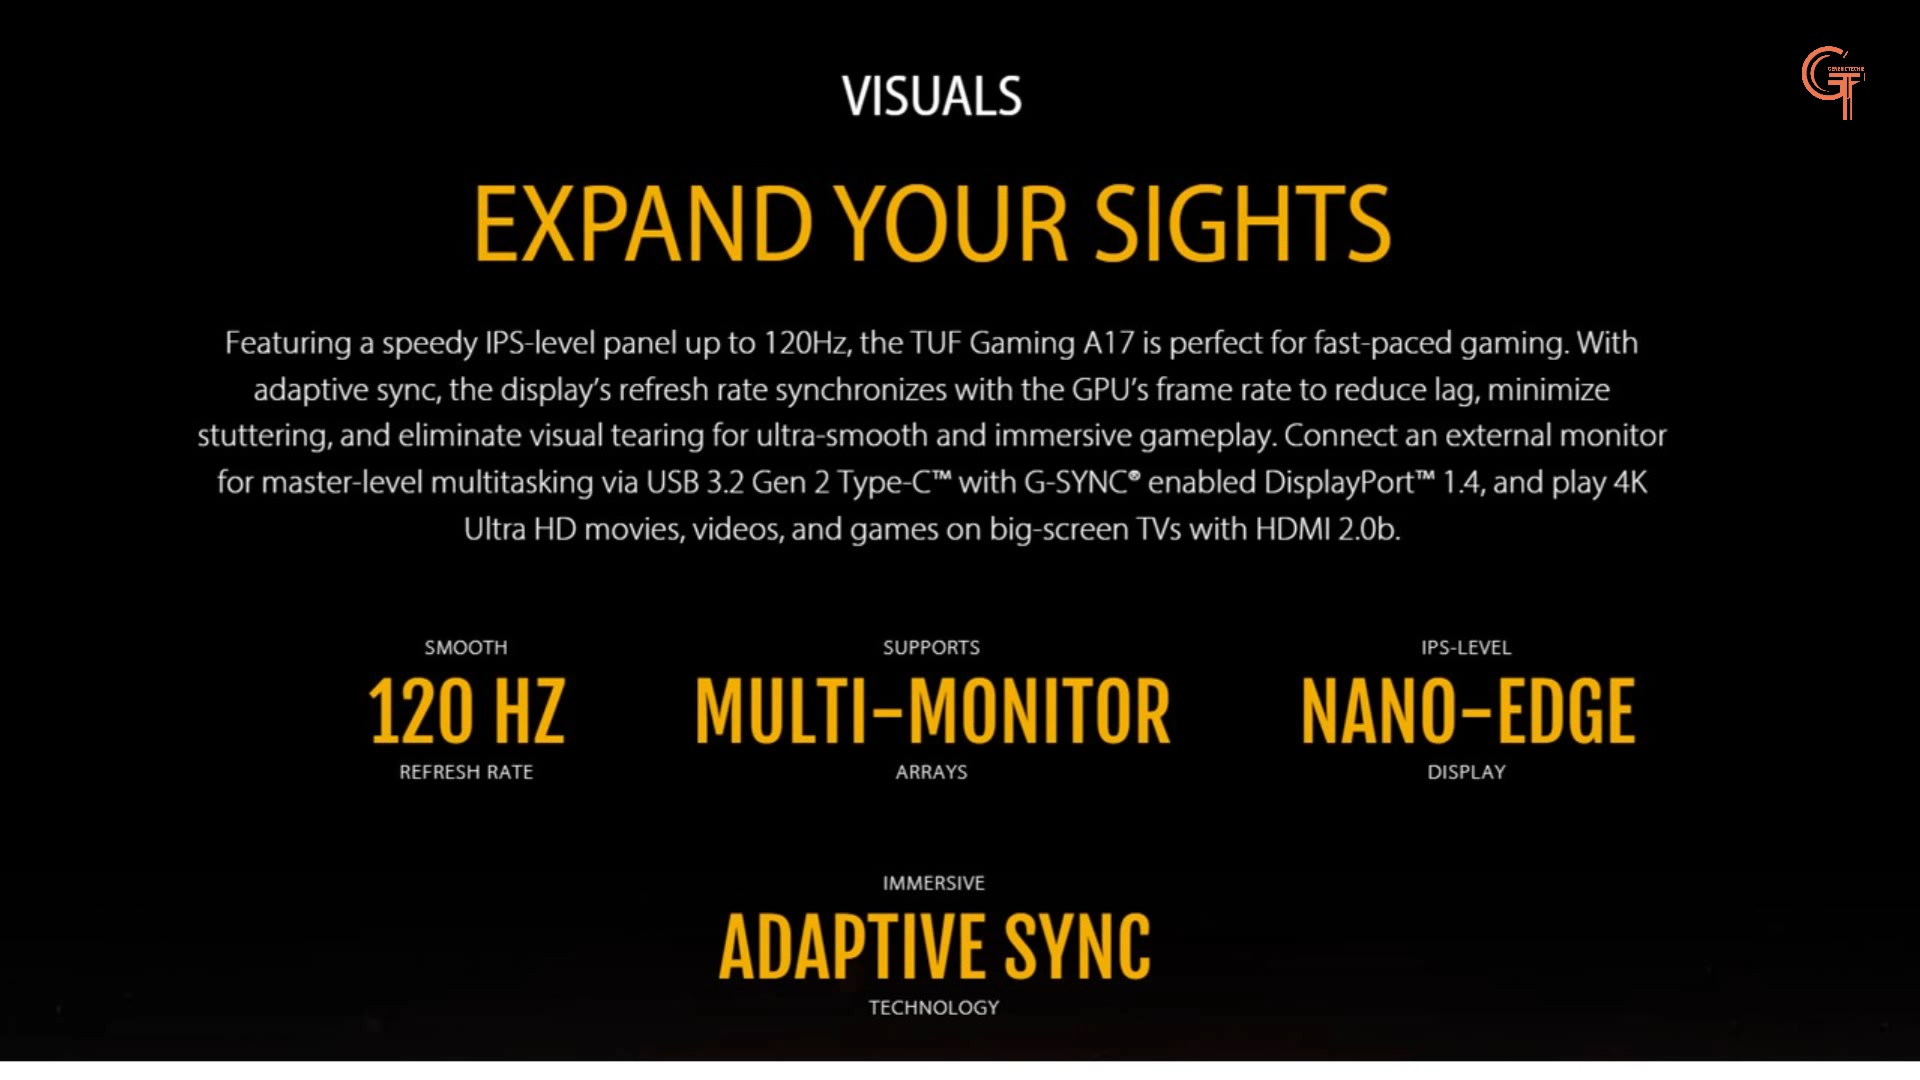 VISUALS
EXPAND YOUR SIGHTS
Featuring a speedy IPS-level panel up to 120Hz, the TUF Gaming A17 is perfect for fast-paced gaming. With
adaptive sync, the display’s refresh rate synchronizes with the GPU’s frame rate to reduce lag, minimize
stuttering, and eliminate visual tearing for ultra-smooth and immersive gameplay. Connect an external monitor
for master-level multitasking via USB 3.2 Gen 2 Type-C™ with G-SYNC® enabled DisplayPort™ 1.4, and play 4K
Ultra HD movies, videos, and games on big-screen TVs with HDMI 2.0b.
SMOOTH
120 HZ
REFRESH RATE
SUPPORTS
MULTI-MONITOR
ARRAYS
IPS-LEVEL
NANO-EDGE
DISPLAY
IMMERSIVE
ADAPTIVE SYNC
TECHNOLOGY